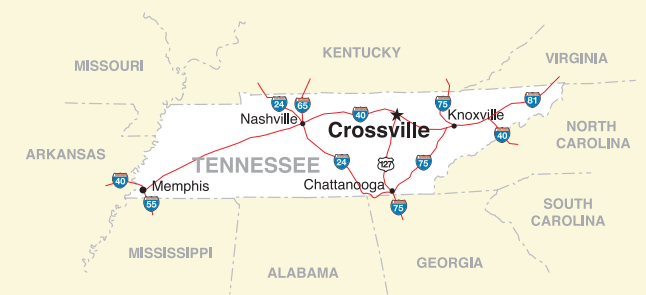 KENTUCKY
VIRGINIA
MISSOURI
24
65
75
81
40
Nashville
Knoxville
Crossville
40
NORTH
CAROLINA
ARKANSAS
TENNESSEE
24
127
75
40
Memphis
Chattanooga
55
75
SOUTH
CAROLINA
MISSISSIPPI
ALABAMA
GEORGIA